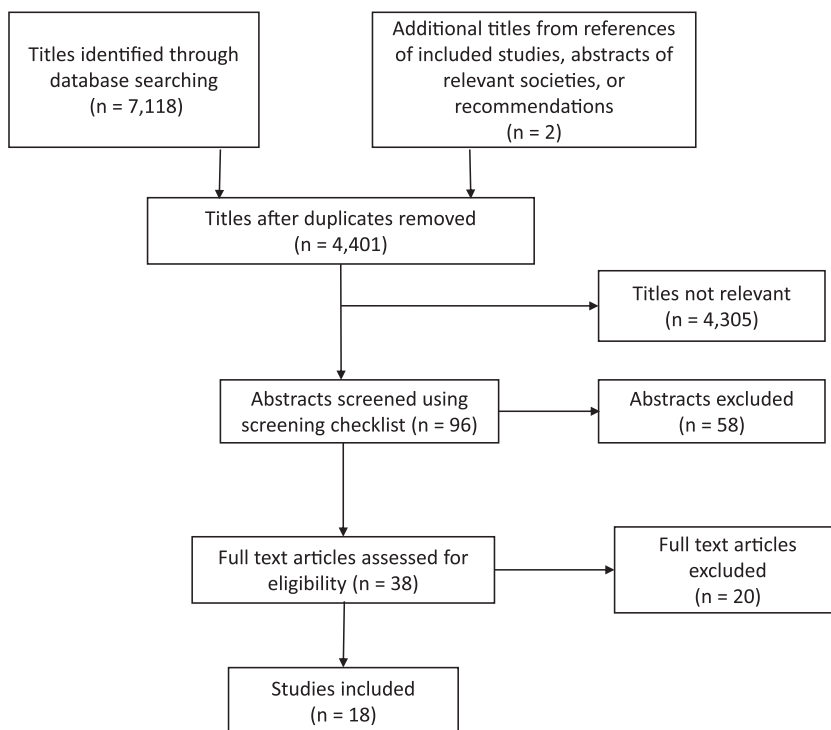 Titles identified through
database searching
(n = 7,118)
Additional titles from references
of included studies, abstracts of
relevant societies, or
recommendations
(n = 2)
Titles after duplicates removed
(n = 4,401)
Titles not relevant
(n = 4,305)
Abstracts screened using
screening checklist (n = 96)
Abstracts excluded
(n = 58)
Full text articles assessed for
eligibility (n = 38)
Full text articles
excluded
(n = 20)
Studies included
(n = 18)